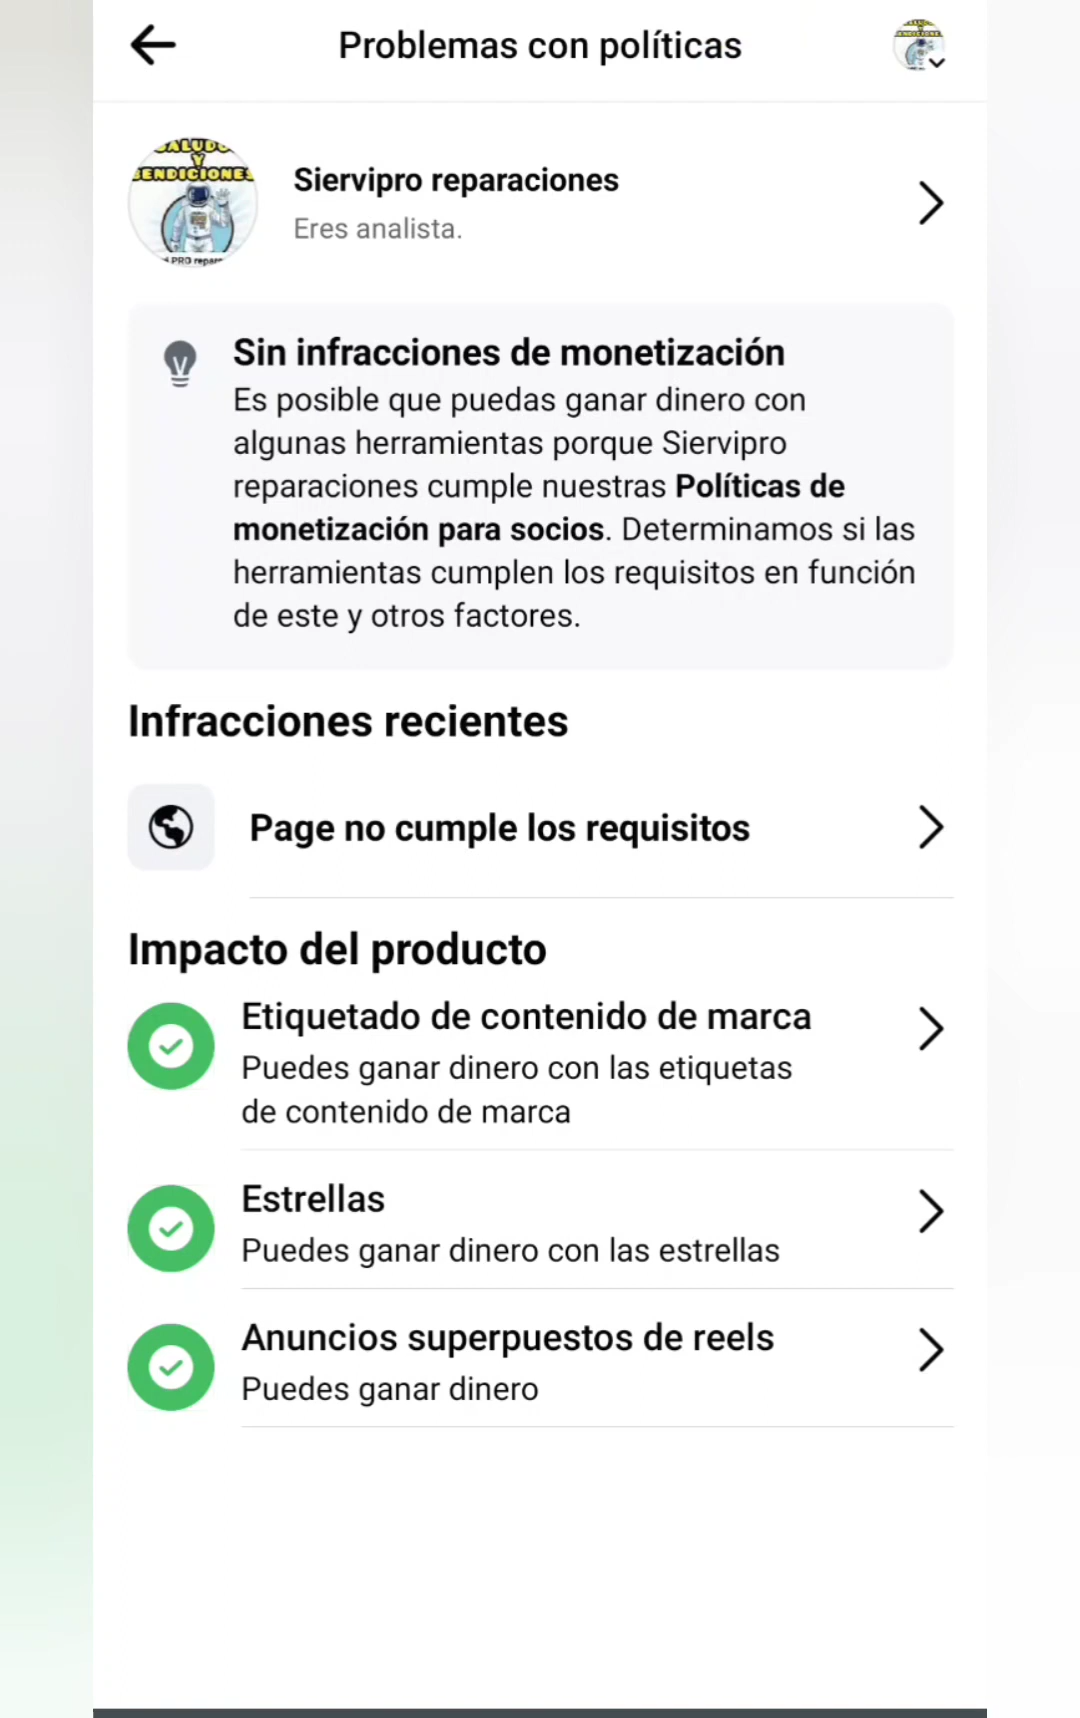 Problemas con políticas
SALUDOS
Y
BENDICIONES
Siervipro reparaciones
Eres analista.
Sin infracciones de monetización
Es posible que puedas ganar dinero con
algunas herramientas porque Siervipro
reparaciones cumple nuestras Políticas de
monetización para socios. Determinamos si las
herramientas cumplen los requisitos en función
de este y otros factores.
Infracciones recientes
Page no cumple los requisitos
Impacto del producto
Etiquetado de contenido de marca
Puedes ganar dinero con las etiquetas
de contenido de marca
Estrellas
Puedes ganar dinero con las estrellas
Anuncios superpuestos de reels
Puedes ganar dinero